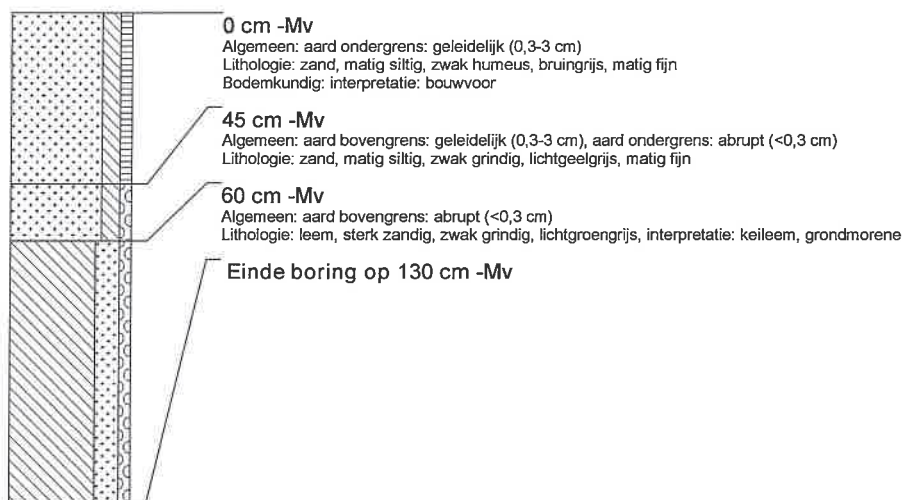 0 cm -Mv
Algemeen: aard ondergrens: geleidelijk (0,3-3 cm)
Lithologie: zand, matig siltig, zwak humeus, bruingrijs, matig fijn
Bodemkundig: interpretatie: bouwvoor
45 cm -Mv
Algemeen: aard bovengrens: geleidelijk (0,3-3 cm), aard ondergrens: abrupt (<0,3 cm)
Lithologie: zand, matig siltig, zwak grindig, lichtgeelgrijs, matig fijn
60 cm -Mv
Algemeen: aard bovengrens: abrupt (<0,3 cm)
Lithologie: leem, sterk zandig, zwak grindig, lichtgroengrijs, interpretatie: keileem, grondmorene
Einde boring op 130 cm -Mv